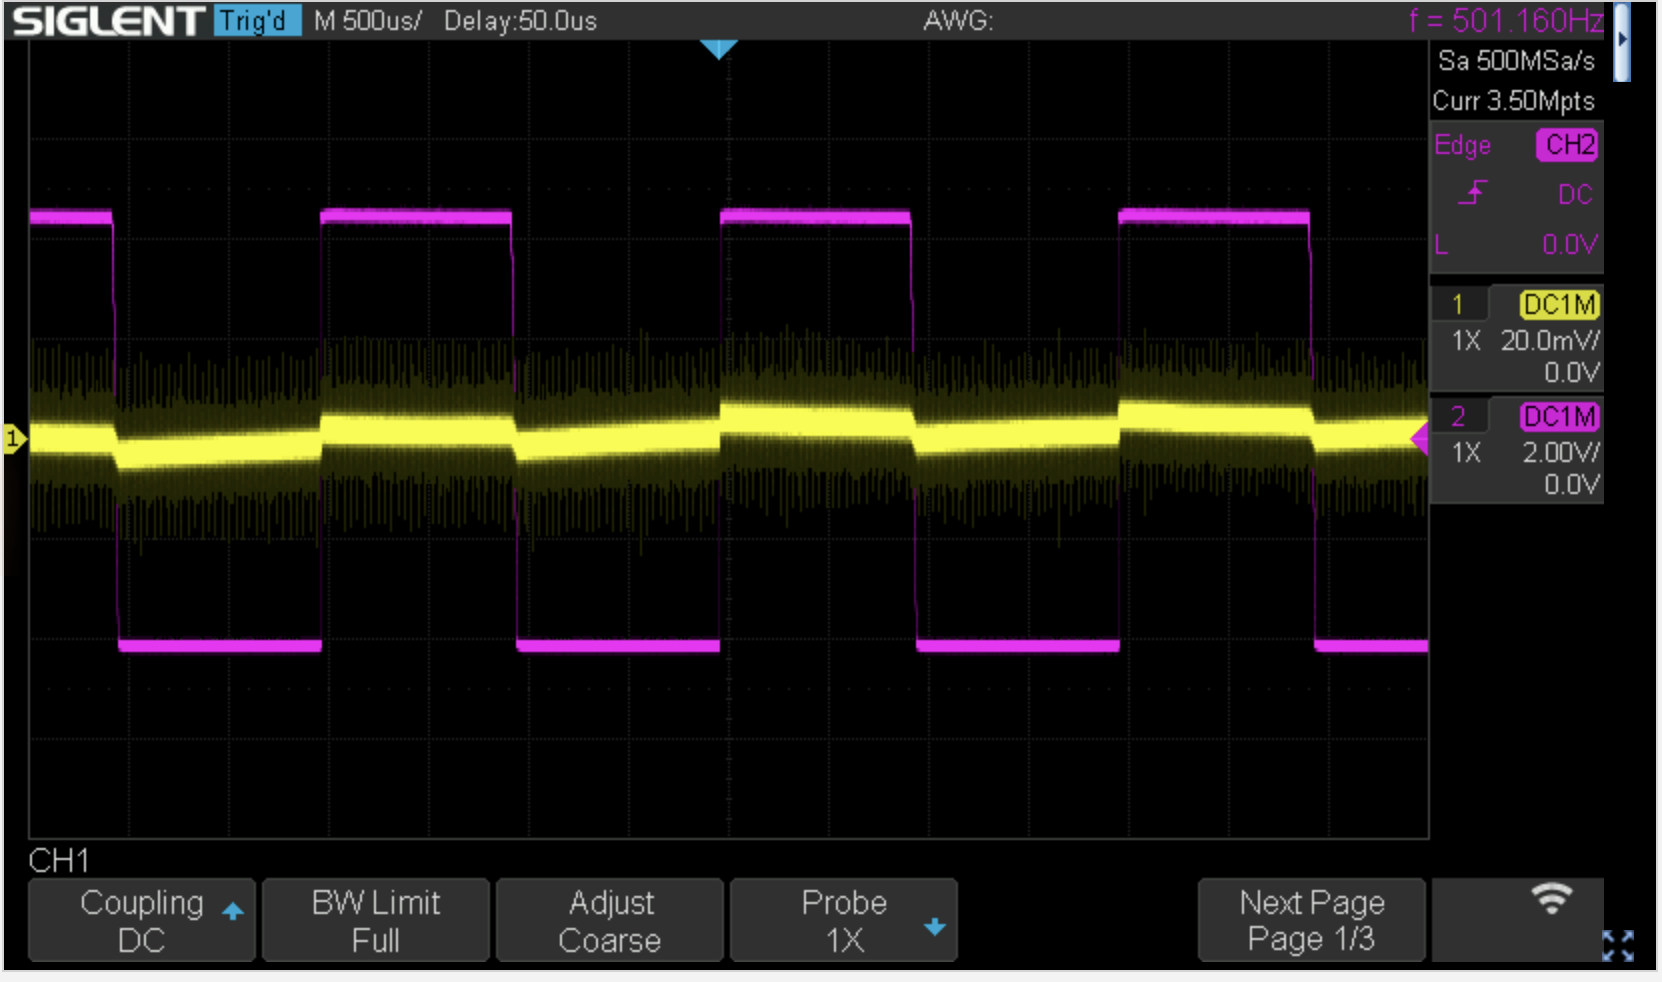 SIGLENT Trig'd M 500us/ Delay:50.0us AWG: f = 501.160Hz
Sa 500MSa/s
Curr 3.50Mpts
Edge CH2
DC
L 0.0V
1 DC1M
1X 20.0mV/
0.0V
2 DC1M
1X 2.00V/
0.0V
1
CH1
Coupling
DC
BW Limit
Full
Adjust
Coarse
Probe
1X
Next Page
Page 1/3